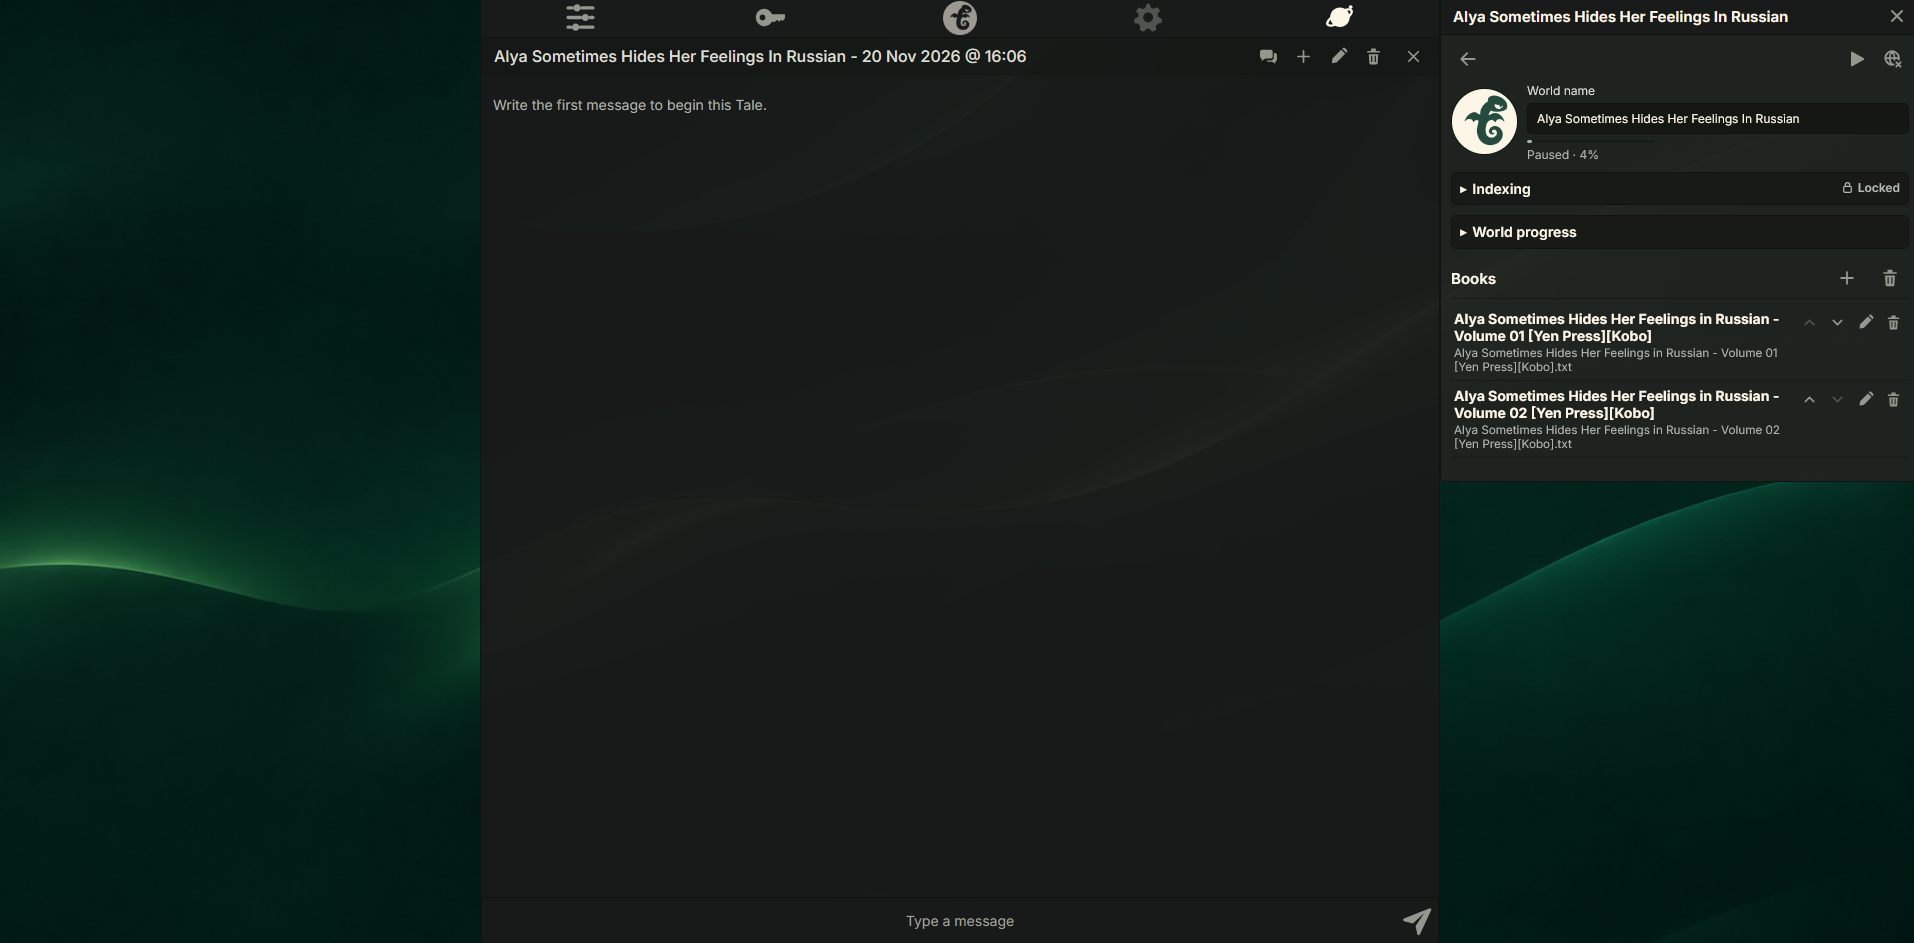 Alya Sometimes Hides Her Feelings In Russian - 20 Nov 2026 @ 16:06
Write the first message to begin this Tale.
Type a message
Alya Sometimes Hides Her Feelings In Russian
World name
Alya Sometimes Hides Her Feelings In Russian
Paused · 4%
▸ Indexing
Locked
▸ World progress
Books
Alya Sometimes Hides Her Feelings in Russian -
Volume 01 [Yen Press][Kobo]
Alya Sometimes Hides Her Feelings in Russian - Volume 01
[Yen Press][Kobo].txt
Alya Sometimes Hides Her Feelings in Russian -
Volume 02 [Yen Press][Kobo]
Alya Sometimes Hides Her Feelings in Russian - Volume 02
[Yen Press][Kobo].txt